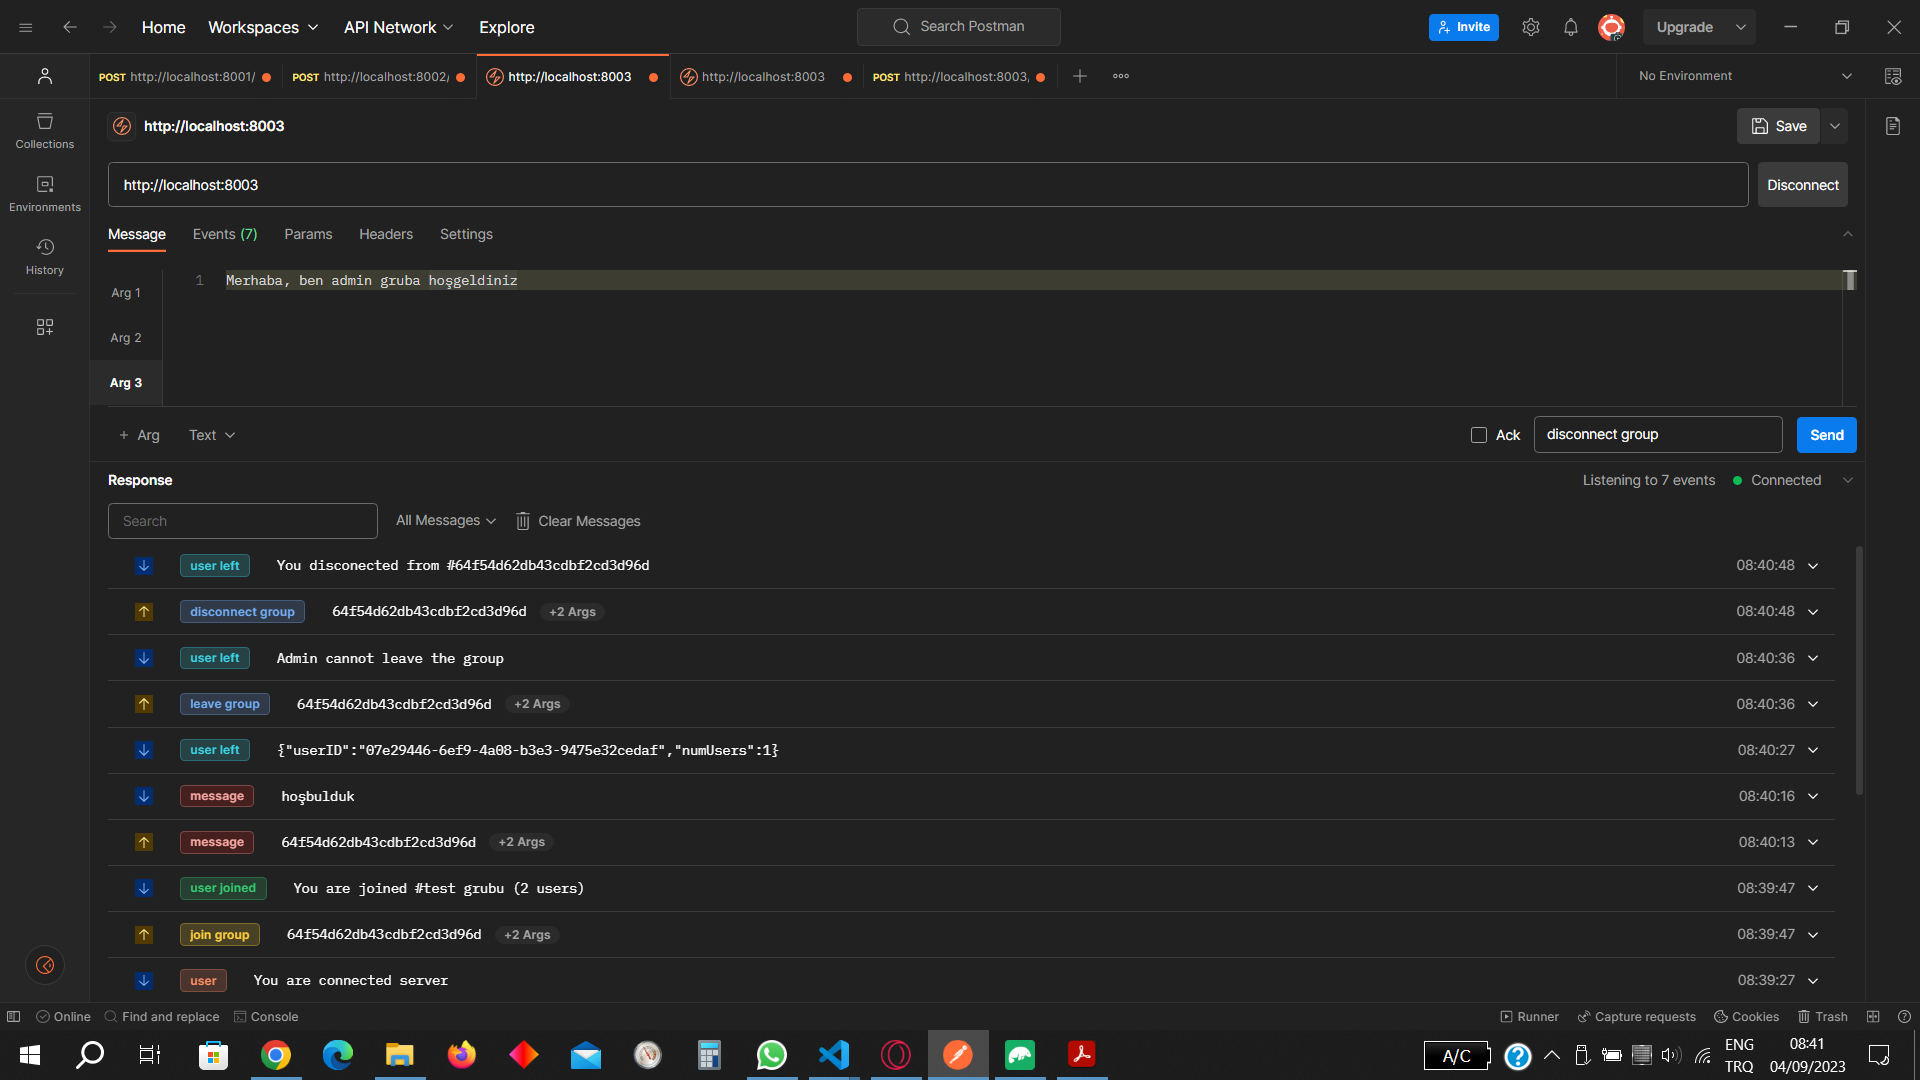 Home Workspaces API Network Explore Search Postman Invite Upgrade
POST http://localhost:8001/ POST http://localhost:8002/ http://localhost:8003 http://localhost:8003 POST http://localhost:8003, No Environment
Collections
Environments
History
http://localhost:8003 Save
http://localhost:8003 Disconnect
Message Events (7) Params Headers Settings
Arg 1
Arg 2
Arg 3
1 Merhaba, ben admin gruba hoşgeldiniz
+ Arg Text Ack disconnect group Send
Response Listening to 7 events Connected
Search All Messages Clear Messages
user left You disconected from #64f54d62db43cdbf2cd3d96d 08:40:48
disconnect group 64f54d62db43cdbf2cd3d96d +2 Args 08:40:48
user left Admin cannot leave the group 08:40:36
leave group 64f54d62db43cdbf2cd3d96d +2 Args 08:40:36
user left {"userID":"07e29446-6ef9-4a08-b3e3-9475e32cedaf","numUsers":1} 08:40:27
message hoşbulduk 08:40:16
message 64f54d62db43cdbf2cd3d96d +2 Args 08:40:13
user joined You are joined #test grubu (2 users) 08:39:47
join group 64f54d62db43cdbf2cd3d96d +2 Args 08:39:47
user You are connected server 08:39:27
Online Find and replace Console Runner Capture requests Cookies Trash
A/C ENG 08:41
TRQ 04/09/2023